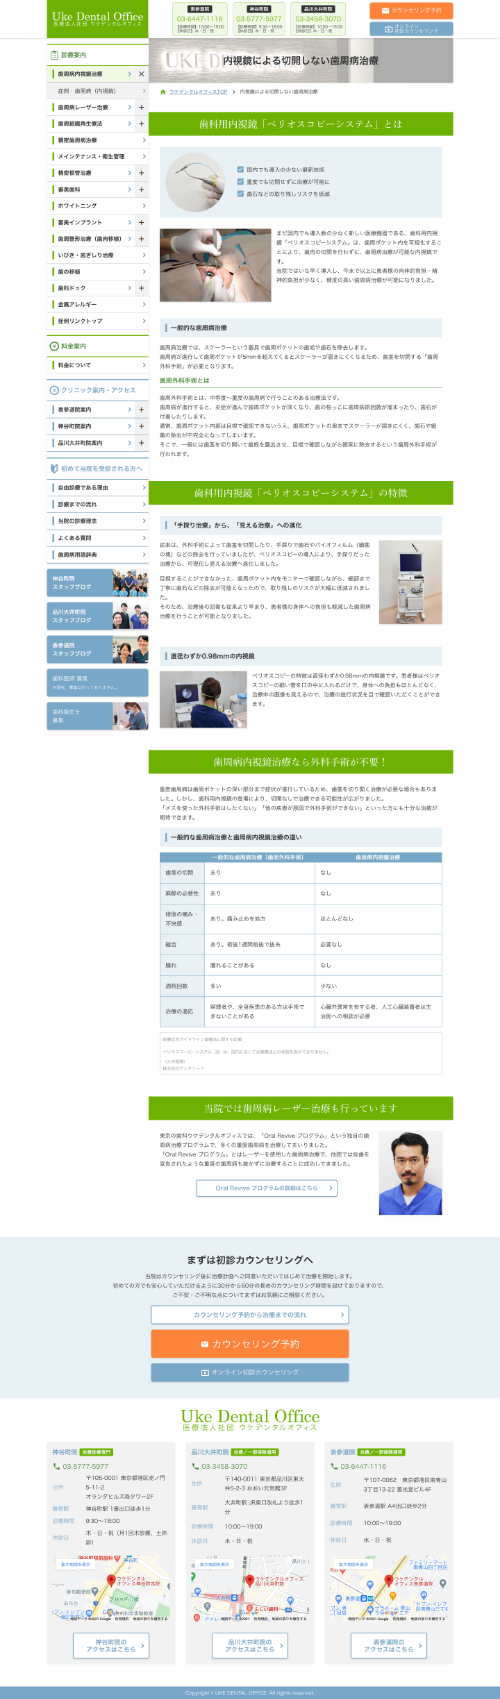 Uke Dental Office
医療法人社団 ウケデンタルオフィス
表参道院
03-6447-1116
神谷町院
03-5777-5977
品川大井町院
03-3458-3070
カウンセリング予約
オンライン
初診カウンセリング
診療案内
歯周病内視鏡治療
症例：歯周病（内視鏡）
歯周病レーザー治療
歯周組織再生療法
精密歯周病治療
メインテナンス・衛生管理
精密根管治療
審美歯科
ホワイトニング
審美インプラント
歯周整形治療（歯肉移植）
いびき・歯ぎしり治療
歯の移植
歯科ドック
金属アレルギー
症例リンクトップ
料金案内
料金について
クリニック案内・アクセス
表参道院案内
神谷町院案内
品川大井町院案内
初めて当院を受診される方へ
自由診療である理由
診療までの流れ
当院の診療理念
よくある質問
歯周病用語辞典
神谷町院
スタッフブログ
品川大井町院
スタッフブログ
表参道院
スタッフブログ
歯科医師 募集
歯科衛生士
募集
内視鏡による切開しない歯周病治療
ウケデンタルオフィスTOP
内視鏡による切開しない歯周病治療
歯科用内視鏡「ペリオスコピーシステム」とは
国内でも導入の少ない最新技術
重度でも切開せずに治療が可能に
歯石などの取り残しリスクを低減
まだ国内でも導入数の少なく新しい医療機器である、歯科用内視
鏡「ペリオスコピーシステム」は、歯周ポケット内を可視化するこ
とにより、歯肉の切開を行わずに、歯周病治療が可能な内視鏡で
す。
当院ではいち早く導入し、今まで以上に患者様の肉体的負担・精
神的負担が少なく、精度の高い歯周病治療が可能になりました。
一般的な歯周病治療
歯周病治療では、スケーラーという器具で歯周ポケットの歯垢や歯石を除去します。
歯周病が進行して歯周ポケットが5mmを超えてくるとスケーラーが届きにくくなるため、歯茎を切開する「歯周
外科手術」が必要となります。
歯周外科手術とは
歯周外科手術とは、中等度〜重度の歯周病で行うことのある治療法です。
歯周病が進行すると、炎症が進んで歯周ポケットが深くなり、歯の根っこに歯周病原因菌が溜まったり、歯石が
付着したりします。
通常、歯周ポケット内部は目視で確認できないうえ、歯周ポケットの奥までスケーラーが届きにくく、歯石や細
菌の除去が不完全になってしまいます。
そこで、一般には歯茎を切り開いて歯根を露出させ、目視で確認しながら確実に除去するという歯周外科手術が
行われます。
歯科用内視鏡「ペリオスコピーシステム」の特徴
「手探り治療」から、「見える治療」への進化
従来は、外科手術によって歯茎を切開したり、手探りで歯石やバイオフィルム（細菌
の塊）などの除去を行っていましたが、ペリオスコピーの導入により、手探りだった
治療から、可視化し見える治療へ進化しました。
目視することができなかった、歯周ポケット内をモニターで確認しながら、細部まで
丁寧に歯石などの除去が可能となったので、取り残しのリスクが大幅に低減されまし
た。
そのため、治療後の回復も従来より早まり、患者様の身体への負担も軽減した歯周病
治療を行うことが可能となりました。
直径わずか0.98mmの内視鏡
ペリオスコピーの特徴は直径わずか0.98mmの内視鏡です。患者様はペリオス
コピーの細い管を口の中に入れるだけで、身体への負担もほとんどなく、
治療中の画像も見えるので、治療の進行状況を目で確認いただくことができ
ます。
歯周病内視鏡治療なら外科手術が不要！
重度歯周病は歯周ポケットの深い部分まで症状が進行しているため、歯茎を切り開く治療が必要な場合もありま
した。しかし、歯科用内視鏡の登場により、切開なしで治療できる可能性が広がりました。
「メスを使った外科手術はしたくない」「他の疾患が原因で外科手術ができない」といった方にも十分な治療が
期待できます。
一般的な歯周病治療と歯周病内視鏡治療の違い
一般的な歯周病治療（歯周外科手術） 歯周病内視鏡治療
歯茎の切開 あり なし
麻酔の必要性 あり なし
術後の痛み・
不快感 あり。痛み止めを処方 ほとんどなし
縫合 あり。術後1週間前後で抜糸 必要なし
腫れ 腫れることがある なし
通院回数 多い 少ない
治療の適応 喫煙者や、全身疾患のある方は手術で
きないことがある 心臓弁異常を有する者、人工心臓装着者は主
治医への相談が必要
当院では歯周病レーザー治療も行っています
東京の歯科ウケデンタルオフィスでは、「Oral Revive プログラム」という独自の歯
周病治療プログラムで、多くの重度歯周病を治療してまいりました。
「Oral Revive プログラム」とはレーザーを使用した歯周病治療で、他院では抜歯を
宣告されたような重度の歯周病も抜かずに治療することに成功してきました。
Oral Revive プログラムの詳細はこちら
まずは初診カウンセリングへ
当院はカウンセリング後に治療計画へご同意いただいてはじめて治療を開始します。
初めての方でも安心していただけるように30分から60分の長めのカウンセリング時間を設けておりますので、
ご不安・ご不明な点についてまずはお気軽にご相談ください。
カウンセリング予約から治療までの流れ
カウンセリング予約
オンライン初診カウンセリング
Uke Dental Office
医療法人社団 ウケデンタルオフィス
神谷町院
03-5777-5977
住所 〒105-0001 東京都港区虎ノ門
5-11-2
オランダヒルズ森タワー2F
最寄駅 神谷町駅 1番出口徒歩1分
診療時間 9:30〜18:00
休診日 木・日・祝（月1回木診療、土休
診）
神谷町院の
アクセスはこちら
品川大井町院
03-3458-3070
住所 〒140-0011 東京都品川区東大
井5-2-3 おおい元気館3F
最寄駅 大井町駅 JR東口改札より徒歩1
分
診療時間 10:00〜19:00
休診日 木・日・祝
品川大井町院の
アクセスはこちら
表参道院
03-6447-1116
住所 〒107-0062 東京都港区南青山
3丁目13-22 善光堂ビル4F
最寄駅 表参道駅 A4出口徒歩2分
診療時間 10:00〜19:00
休診日 水・日・祝
表参道院の
アクセスはこちら
Copyright © UKE DENTAL OFFICE. All rights reserved.